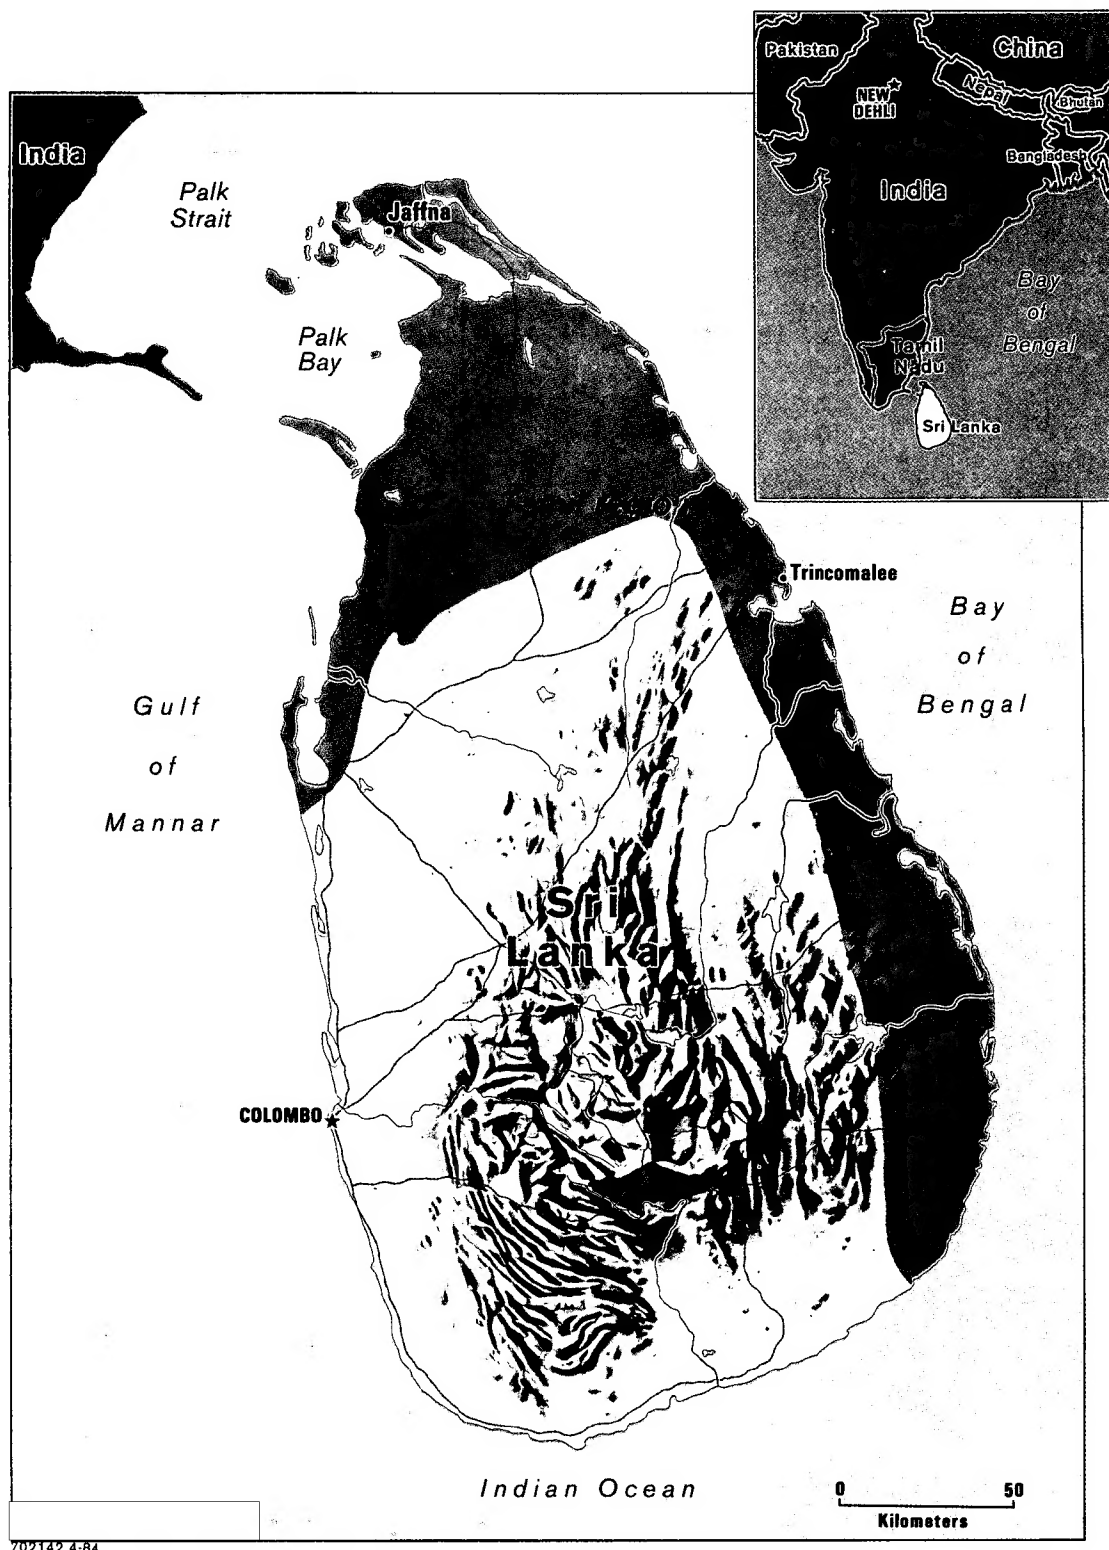 Pakistan
China
Nepal
NEW
DEHLI
Bhutan
Bangladesh
India
Bay
of
Bengal
Tamil
Nadu
Sri Lanka
India
Palk
Strait
Jaffna
Palk
Bay
Trincomalee
Bay
of
Bengal
Gulf
of
Mannar
Sri
Lanka
COLOMBO
Indian Ocean
0 50
Kilometers
702142 4-84